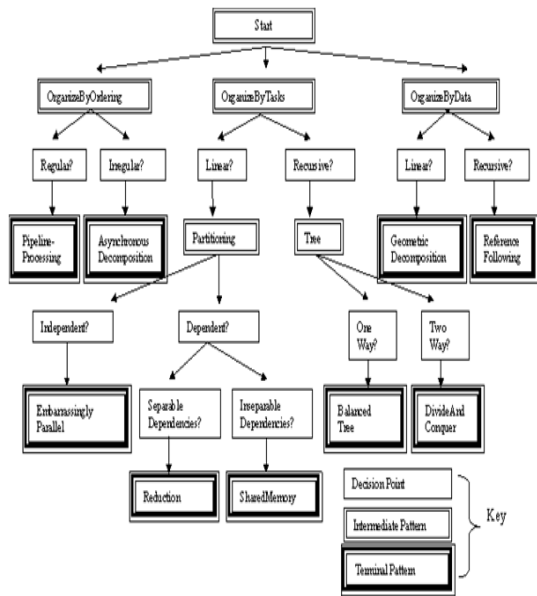 Start
OrganizeByOrdering
OrganizeByTasks
OrganizeByData
Regular?
Irregular?
Linear?
Recursive?
Linear?
Recursive?
Pipeline-
Processing
Asynchronous
Decomposition
Partitioning
Tree
Geometric
Decomposition
Reference
Following
Independent?
Dependent?
One
Way?
Two
Way?
Embarrassingly
Parallel
Separable
Dependencies?
Inseparable
Dependencies?
Balanced
Tree
DivideAnd
Conquer
Reduction
SharedMemory
Decision Point
Intermediate Pattern
Terminal Pattern
Key